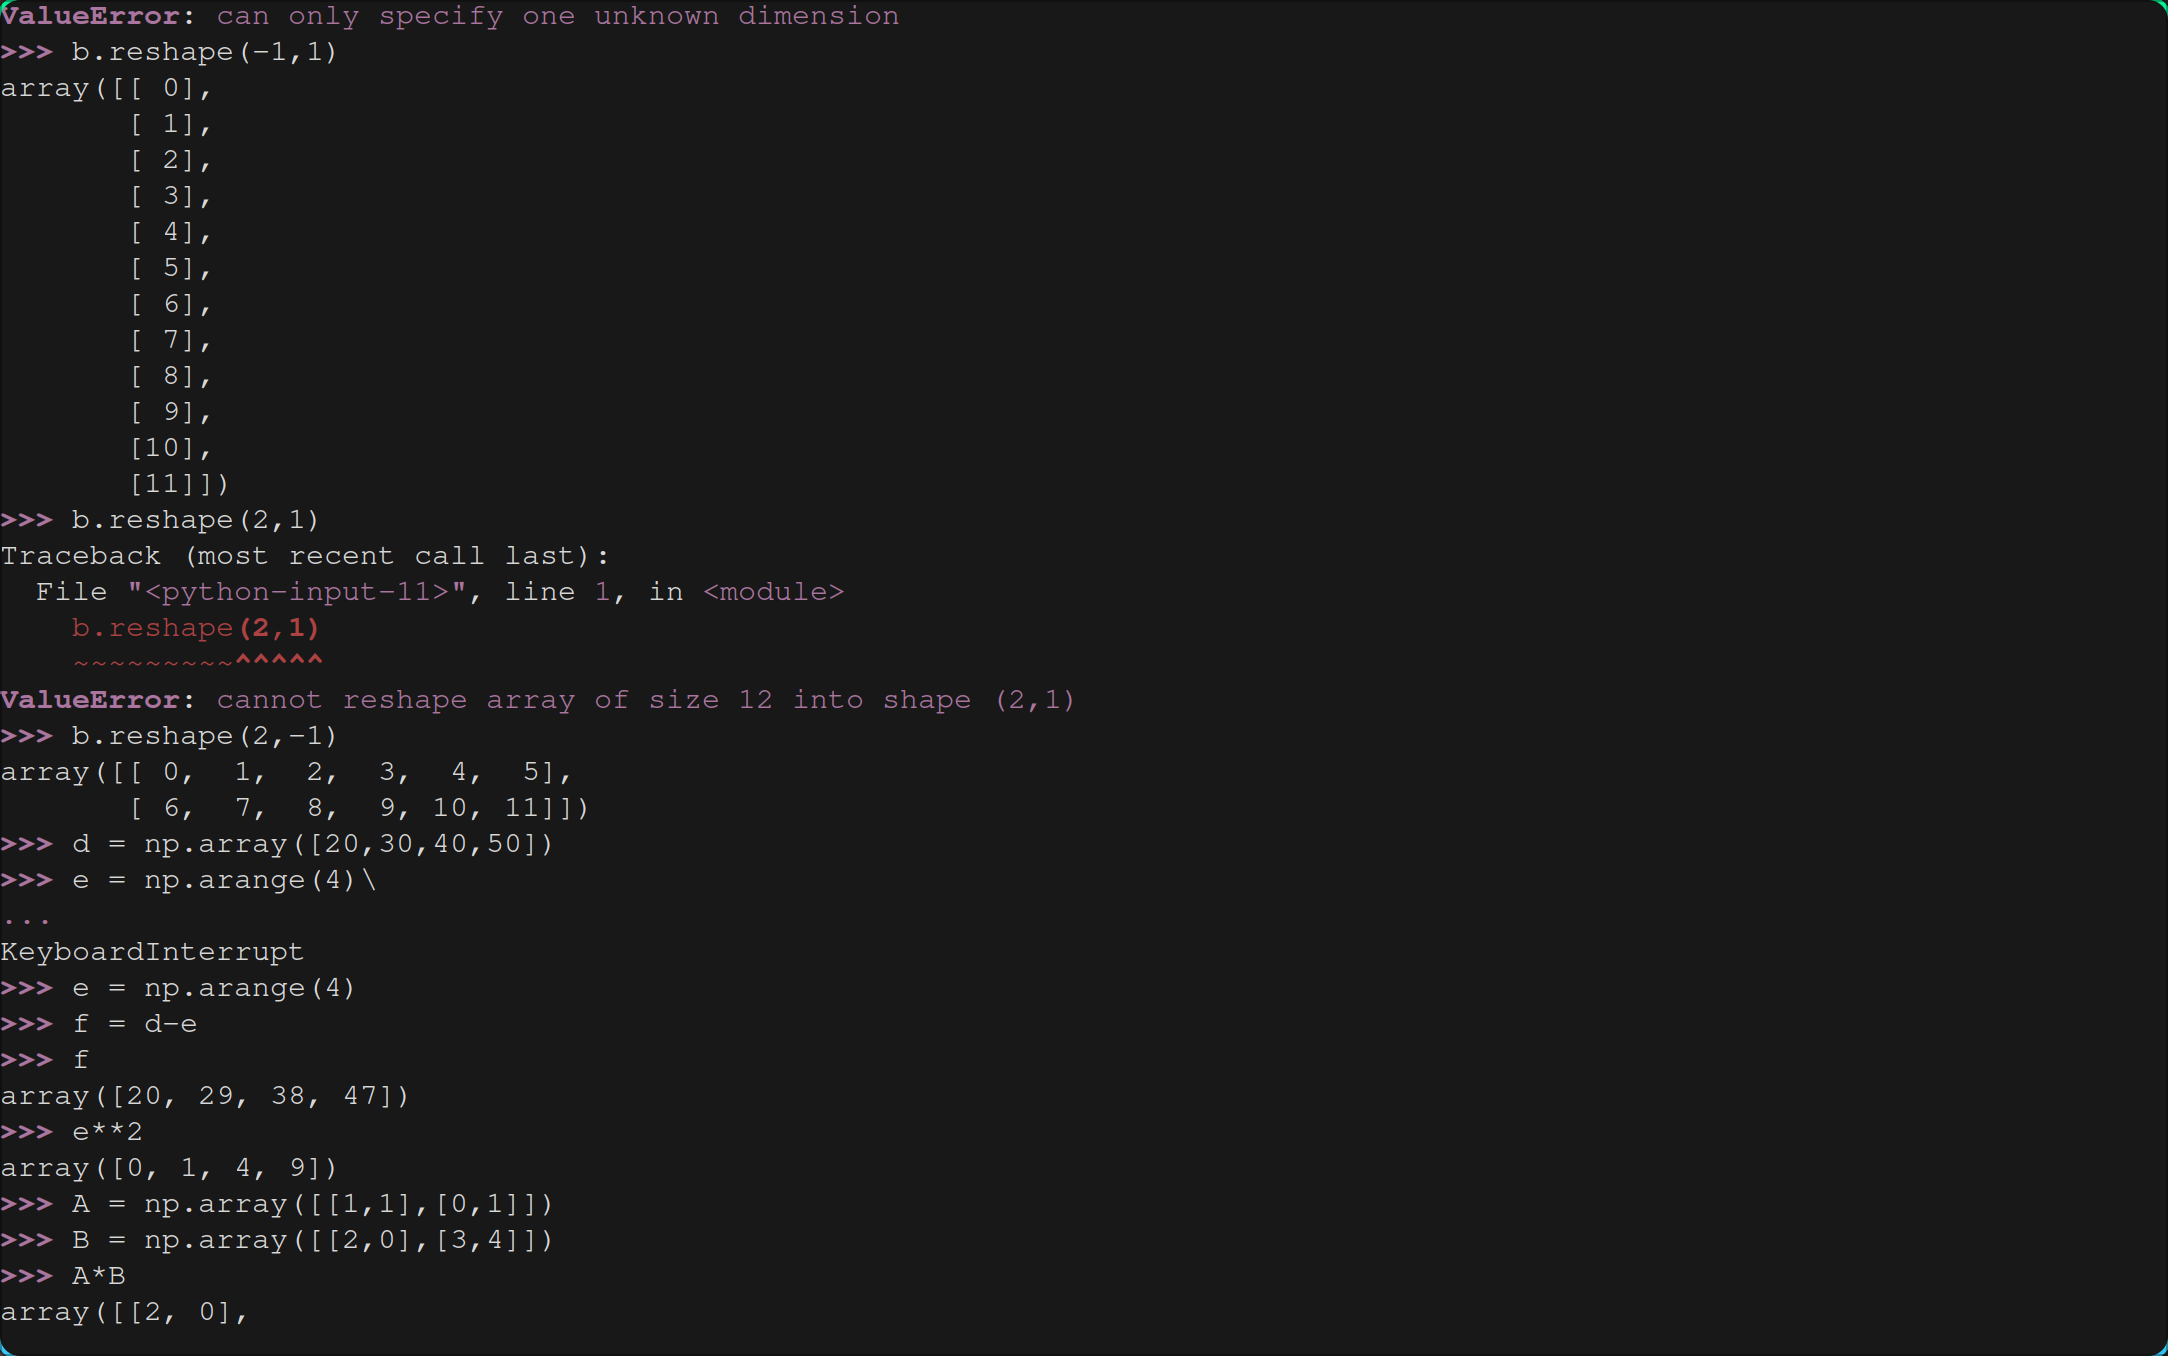 ValueError: can only specify one unknown dimension
>>> b.reshape(-1,1)
array([[ 0],
       [ 1],
       [ 2],
       [ 3],
       [ 4],
       [ 5],
       [ 6],
       [ 7],
       [ 8],
       [ 9],
       [10],
       [11]])
>>> b.reshape(2,1)
Traceback (most recent call last):
  File "<python-input-11>", line 1, in <module>
    b.reshape(2,1)
    ~~~~~~~~~^^^^^
ValueError: cannot reshape array of size 12 into shape (2,1)
>>> b.reshape(2,-1)
array([[ 0,  1,  2,  3,  4,  5],
       [ 6,  7,  8,  9, 10, 11]])
>>> d = np.array([20,30,40,50])
>>> e = np.arange(4)\
...
KeyboardInterrupt
>>> e = np.arange(4)
>>> f = d-e
>>> f
array([20, 29, 38, 47])
>>> e**2
array([0, 1, 4, 9])
>>> A = np.array([[1,1],[0,1]])
>>> B = np.array([[2,0],[3,4]])
>>> A*B
array([[2, 0],